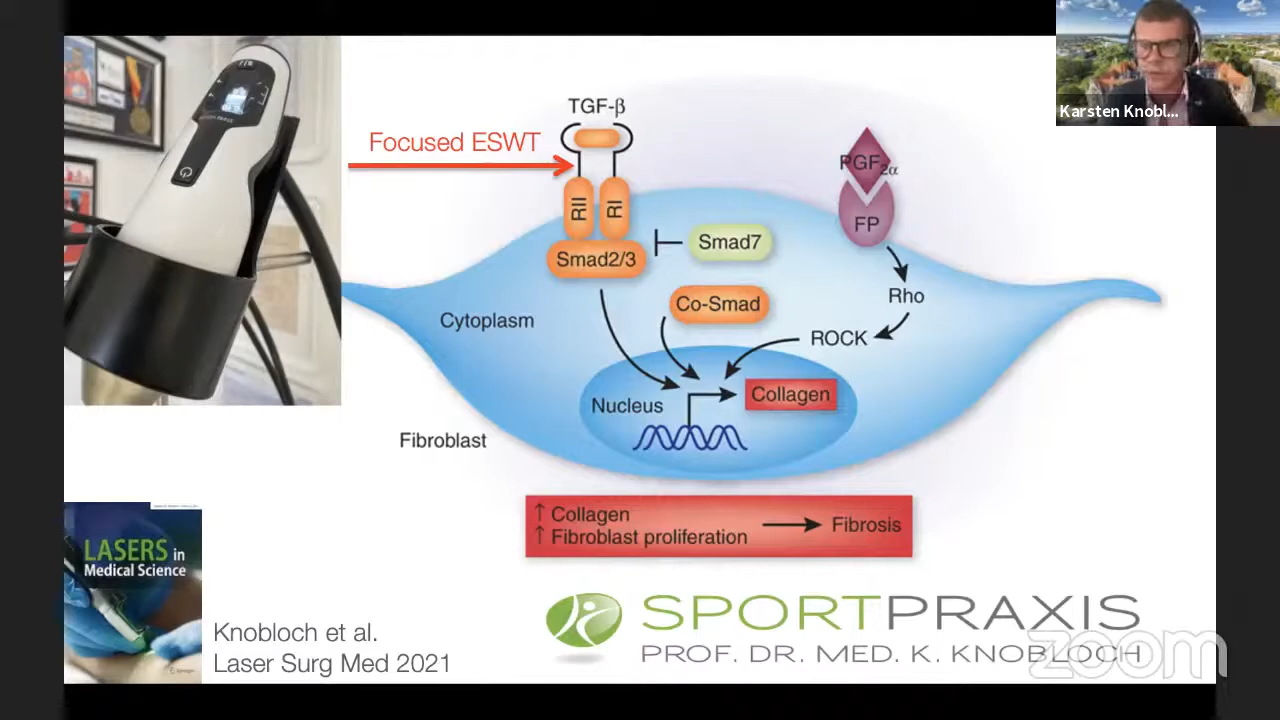 Karsten Knobl...
TGF-β
Focused ESWT
RII
RI
PGF2α
FP
Smad7
Smad2/3
Rho
Co-Smad
Cytoplasm
ROCK
Collagen
Nucleus
Fibroblast
↑ Collagen
↑ Fibroblast proliferation
Fibrosis
LASERS in
Medical Science
Knobloch et al.
Laser Surg Med 2021
SPORTPRAXIS
PROF. DR. MED. K. KNOBLOCH
zoom